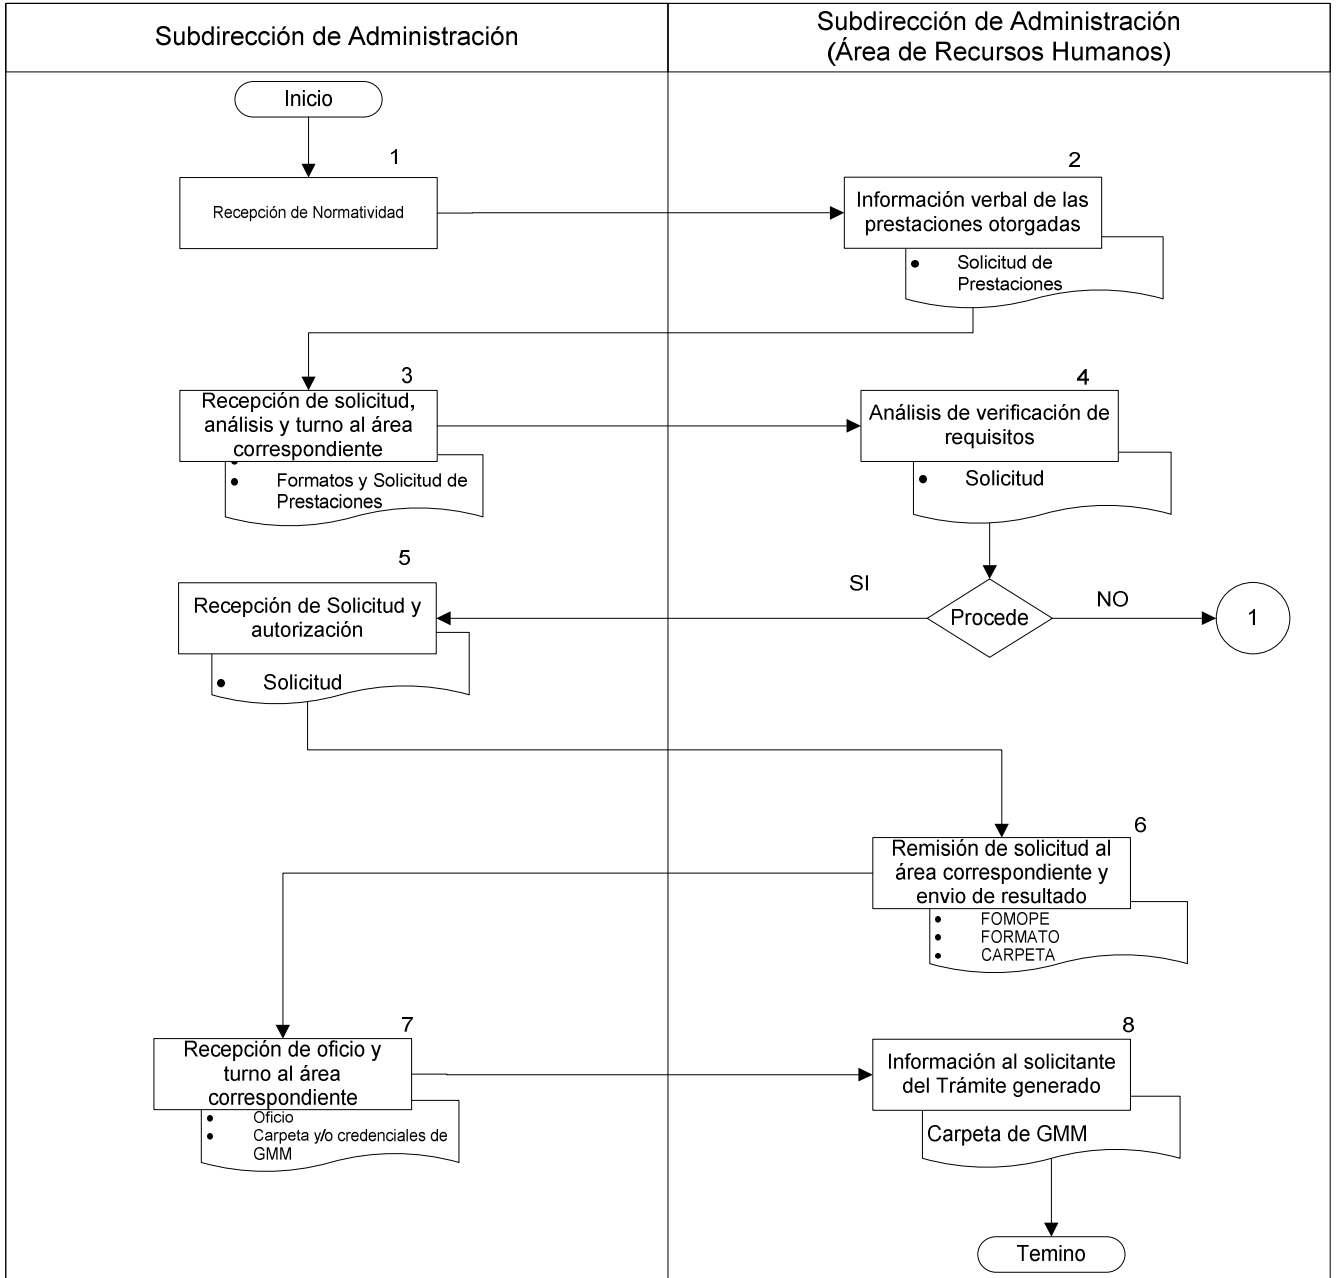 Subdirección de Administración
Subdirección de Administración
(Área de Recursos Humanos)
Inicio
1
Recepción de Normatividad
2
Información verbal de las
prestaciones otorgadas
● Solicitud de
Prestaciones
3
Recepción de solicitud,
análisis y turno al área
correspondiente
●
● Formatos y Solicitud de
Prestaciones
4
Análisis de verificación de
requisitos
● Solicitud
5
Recepción de Solicitud y
autorización
● Solicitud
SI
Procede
NO
1
6
Remisión de solicitud al
área correspondiente y
envio de resultado
● FOMOPE
● FORMATO
● CARPETA
7
Recepción de oficio y
turno al área
correspondiente
● Oficio
● Carpeta y/o credenciales de
GMM
8
Información al solicitante
del Trámite generado
Carpeta de GMM
Temino